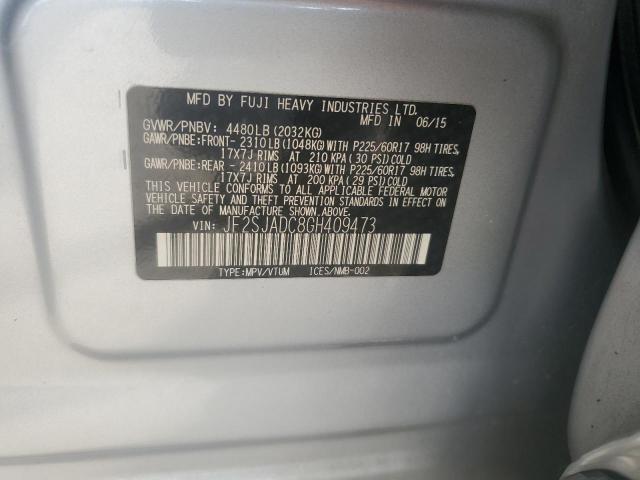 MFD BY FUJI HEAVY INDUSTRIES LTD.
MFD IN 06/15
GVWR/PNBV: 4480LB (2032KG)
GAWR/PNBE:FRONT- 2310LB (1048KG) WITH P225/60R17 98H TIRES,
17X7J RIMS AT 210 KPA (30 PSI) COLD
GAWR/PNBE:REAR - 2410LB (1093KG) WITH P225/60R17 98H TIRES,
17X7J RIMS AT 200 KPA (29 PSI) COLD
THIS VEHICLE CONFORMS TO ALL APPLICABLE FEDERAL MOTOR
VEHICLE SAFETY STANDARDS IN EFFECT ON THE DATE OF
MANUFACTURE SHOWN ABOVE.
VIN: JF2SJADC8GH409473
TYPE:MPV/VTUM ICES/NMB-002